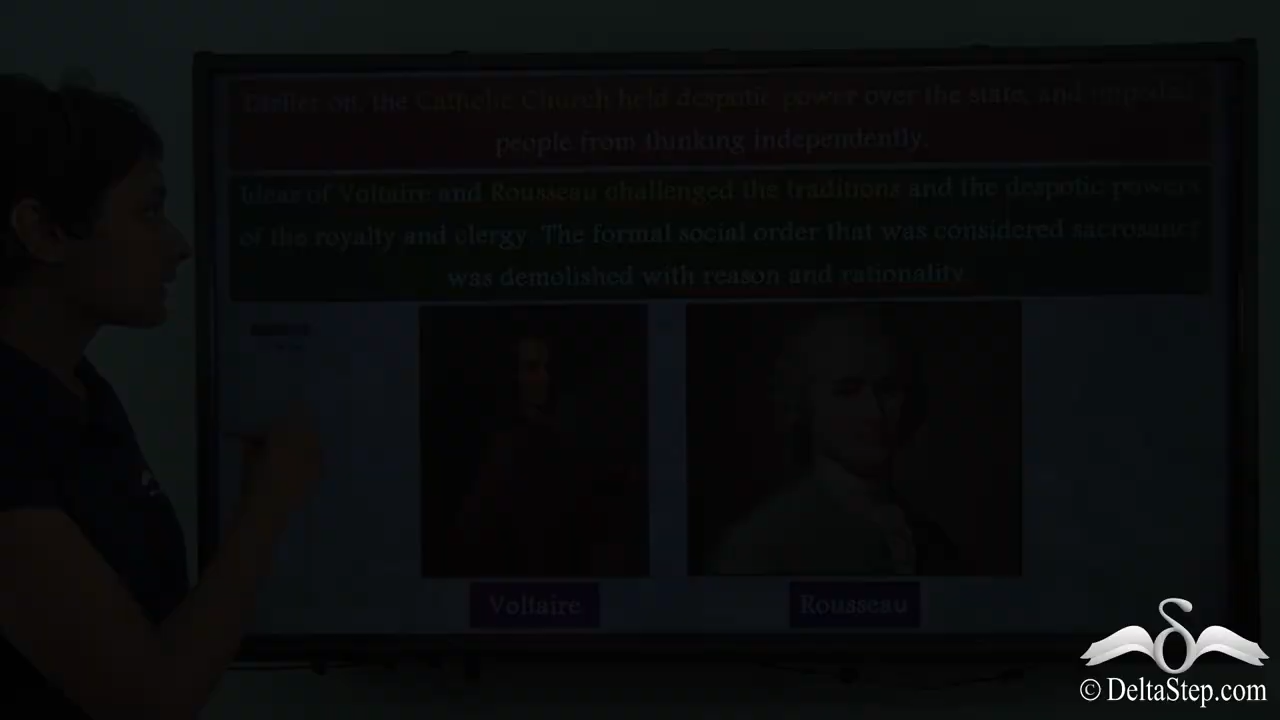 Earlier on, the Catholic Church held despotic power over the state, and impeded
people from thinking independently.
Ideas of Voltaire and Rousseau challenged the traditions and the despotic powers
of the royalty and clergy. The formal social order that was considered sacrosanct
was demolished with reason and rationality.
Voltaire
Rousseau
© DeltaStep.com